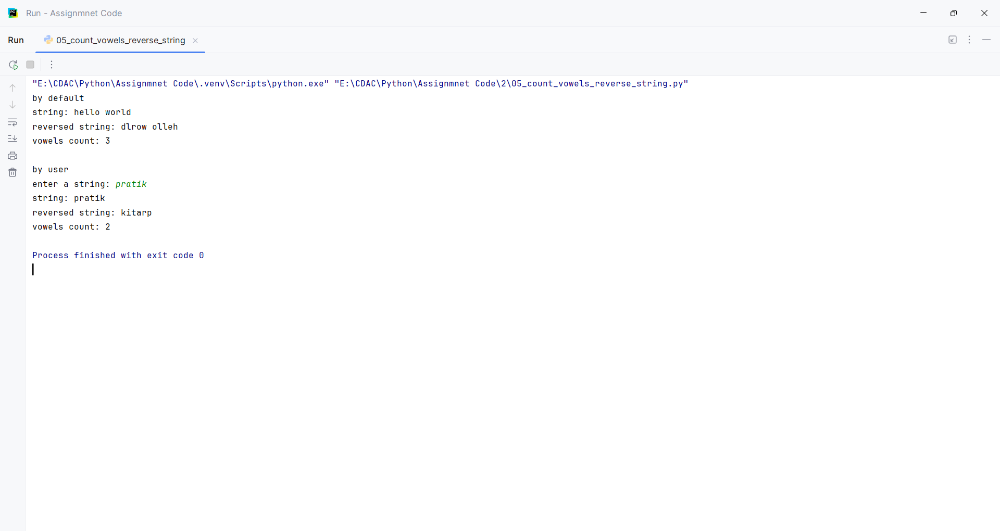 Run - Assignmnet Code
Run 05_count_vowels_reverse_string
"E:\CDAC\Python\Assignmnet Code\.venv\Scripts\python.exe" "E:\CDAC\Python\Assignmnet Code\2\05_count_vowels_reverse_string.py"
by default
string: hello world
reversed string: dlrow olleh
vowels count: 3
by user
enter a string: pratik
string: pratik
reversed string: kitarp
vowels count: 2
Process finished with exit code 0